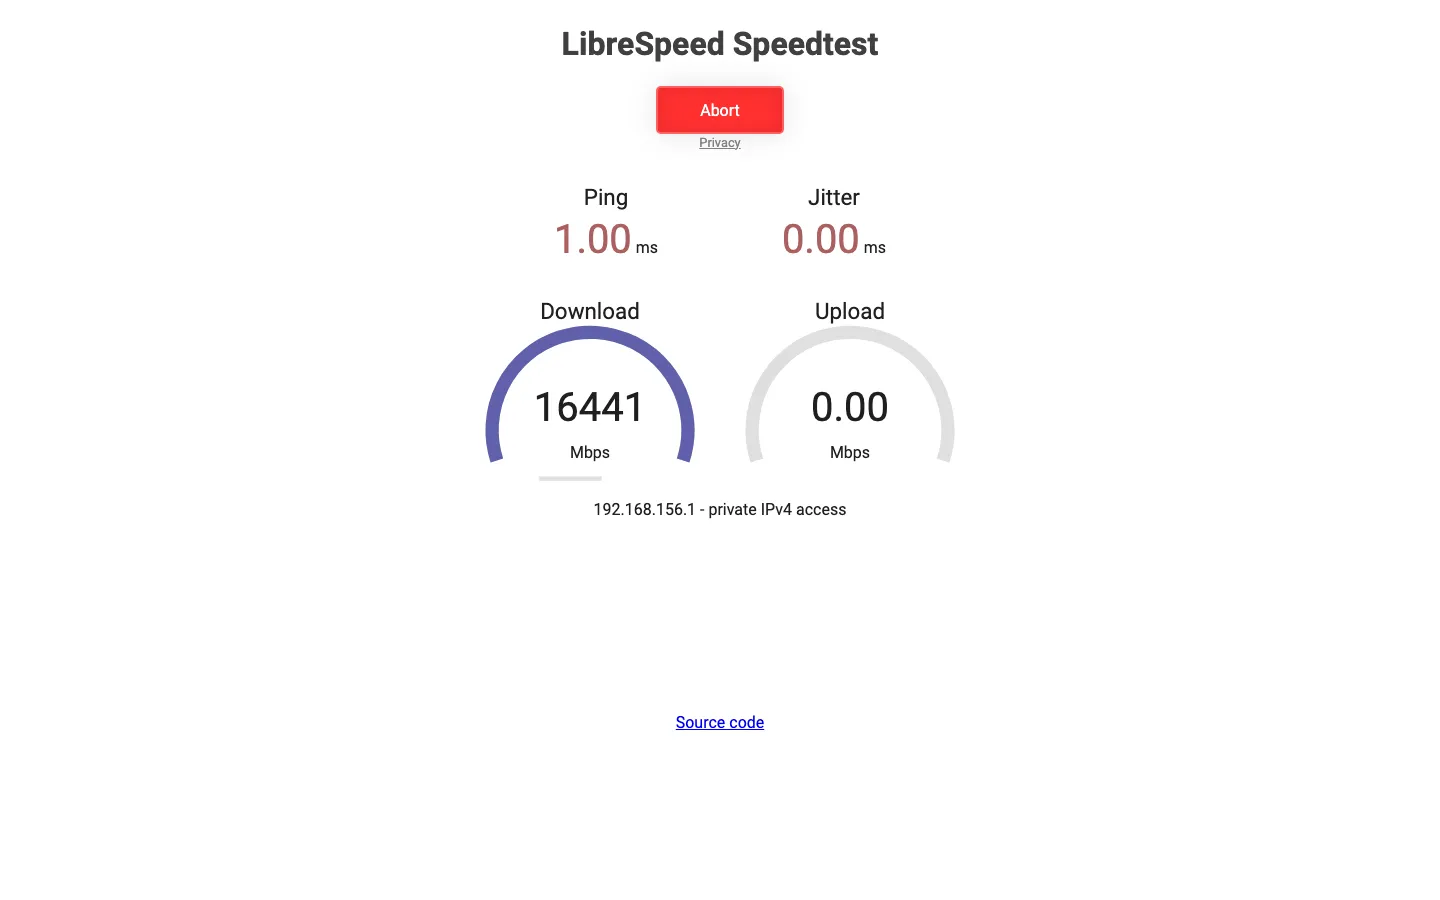 LibreSpeed Speedtest
Abort
Privacy
Ping
1.00 ms
Jitter
0.00 ms
Download
16441
Mbps
Upload
0.00
Mbps
192.168.156.1 - private IPv4 access
Source code